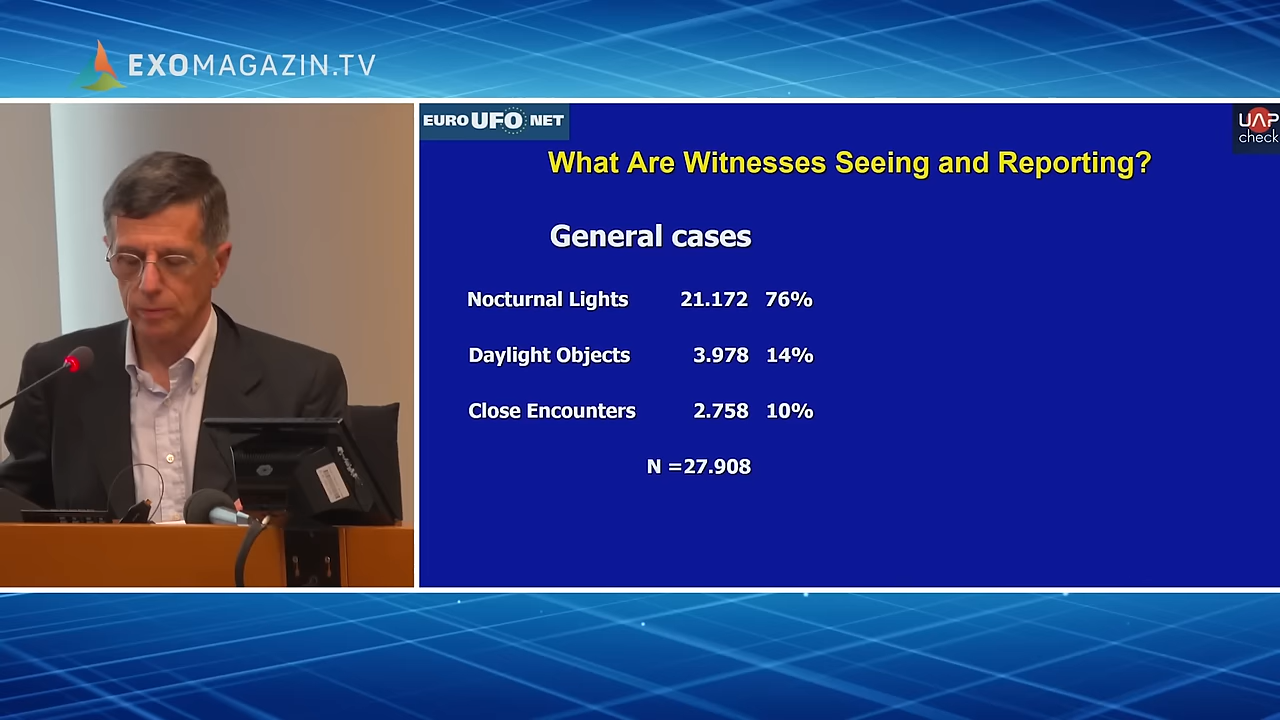 EXOMAGAZIN.TV
EURO UFO NET
UAP
check
What Are Witnesses Seeing and Reporting?
General cases
Nocturnal Lights 21.172 76%
Daylight Objects 3.978 14%
Close Encounters 2.758 10%
N =27.908